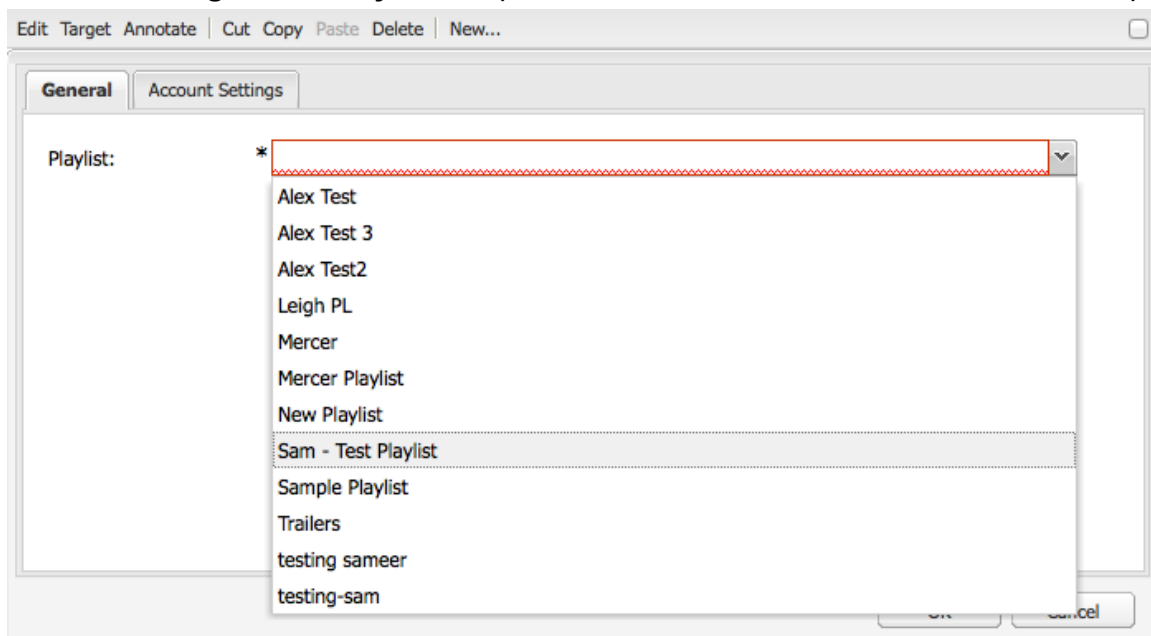 Edit Target Annotate | Cut Copy Paste Delete | New...
General Account Settings
Playlist: *
Alex Test
Alex Test 3
Alex Test2
Leigh PL
Mercer
Mercer Playlist
New Playlist
Sam - Test Playlist
Sample Playlist
Trailers
testing sameer
testing-sam